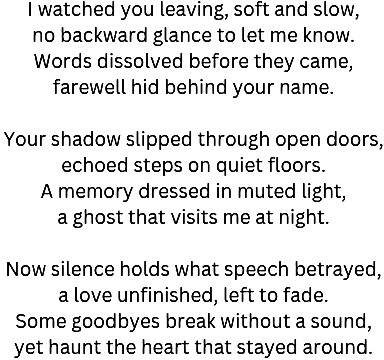 I watched you leaving, soft and slow,
no backward glance to let me know.
Words dissolved before they came,
farewell hid behind your name.

Your shadow slipped through open doors,
echoed steps on quiet floors.
A memory dressed in muted light,
a ghost that visits me at night.

Now silence holds what speech betrayed,
a love unfinished, left to fade.
Some goodbyes break without a sound,
yet haunt the heart that stayed around.